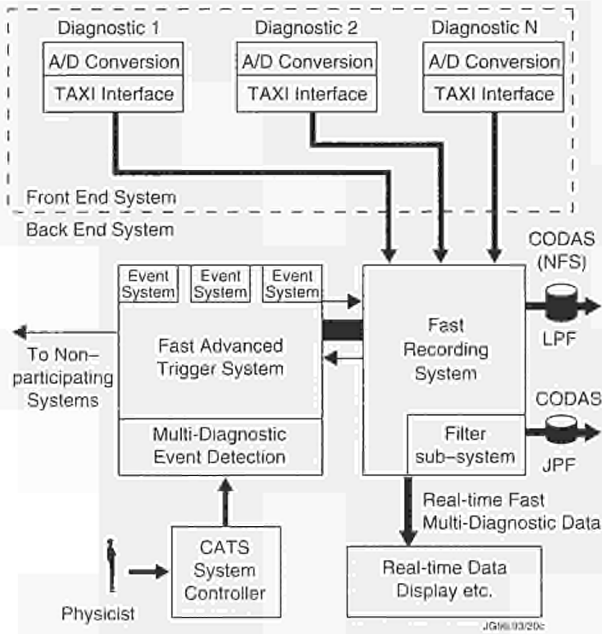 Diagnostic 1
Diagnostic 2
Diagnostic N
A/D Conversion
TAXI Interface
A/D Conversion
TAXI Interface
A/D Conversion
TAXI Interface
Front End System
Back End System
Event
System
Event
System
Event
System
Fast Advanced
Trigger System
Multi-Diagnostic
Event Detection
To Non–
participating
Systems
Fast
Recording
System
Filter
sub–system
CODAS
(NFS)
LPF
CODAS
JPF
Real-time Fast
Multi-Diagnostic Data
Real-time Data
Display etc.
CATS
System
Controller
Physicist